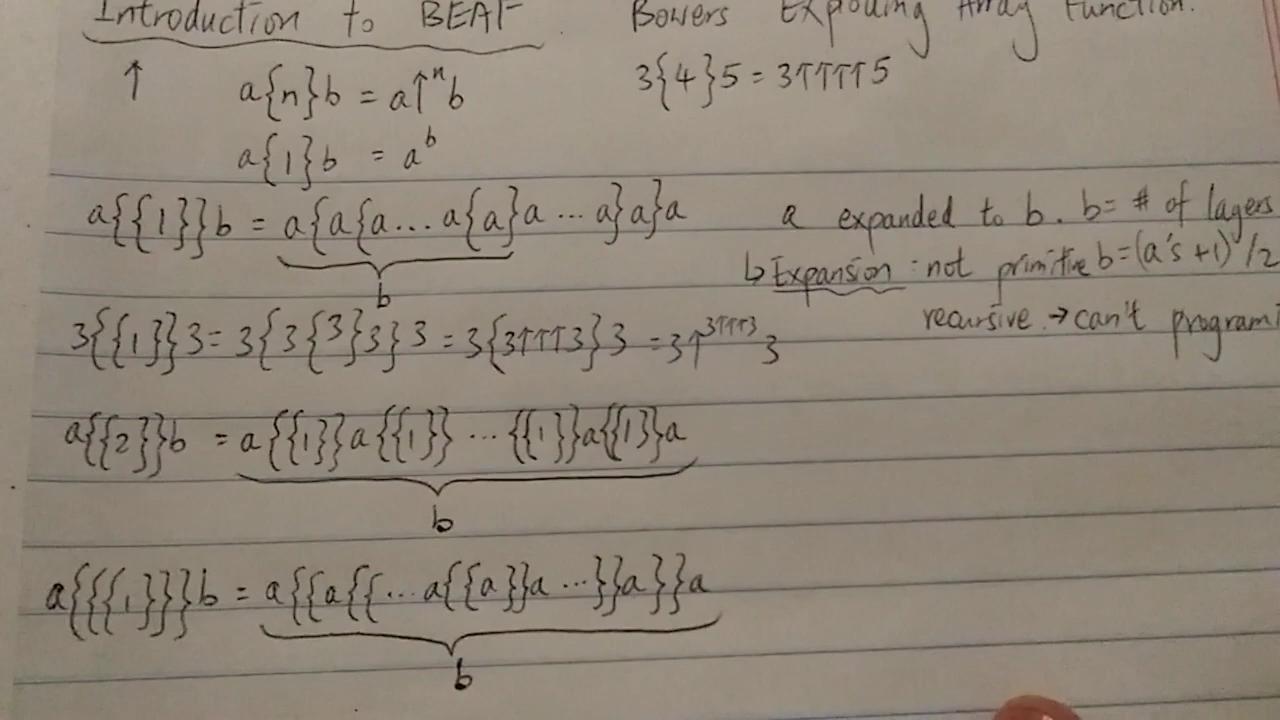 Introduction to BEAF. Bowers Exploding Array Function.
↑ a{n}b = a↑ⁿb 3{4}5 = 3↑↑↑↑5
a{1}b = aᵇ
a{{1}}b = a{a{a...a{a}a...a}a}a a expanded to b. b = # of layers
b
↳ Expansion : not primitive b=(a's +1)/2
recursive → can't program
3{{1}}3 = 3{3{3}3}3 = 3{3↑↑↑3}3 = 3↑³↑↑↑³3
a{{2}}b = a{{1}}a{{1}}...{{1}}a{{1}}a
b
a{{{1}}}b = a{{a{{...a{{a}}a...}}a}}a
b